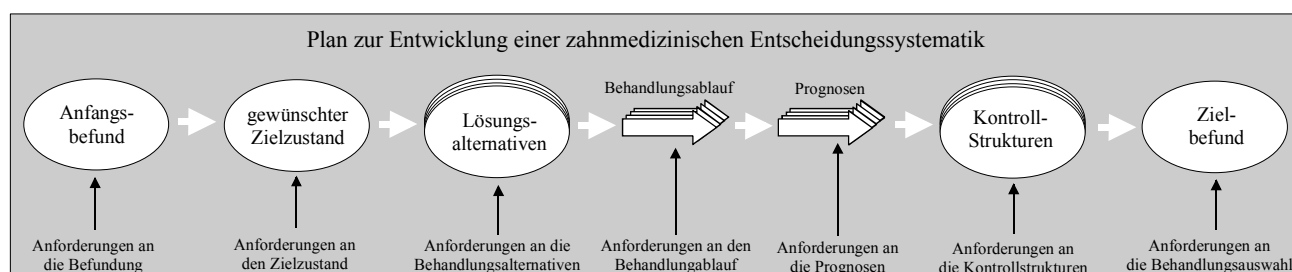 Plan zur Entwicklung einer zahnmedizinischen Entscheidungssystematik
Anfangs-
befund
gewünschter
Zielzustand
Lösungs-
alternativen
Behandlungsablauf
Prognosen
Kontroll-
Strukturen
Ziel-
befund
Anforderungen an
die Befundung
Anforderungen an
den Zielzustand
Anforderungen an die
Behandlungsalternativen
Anforderungen an den
Behandlungablauf
Anforderungen an
die Prognosen
Anforderungen an
die Kontrollstrukturen
Anforderungen an
die Behandlungsauswahl